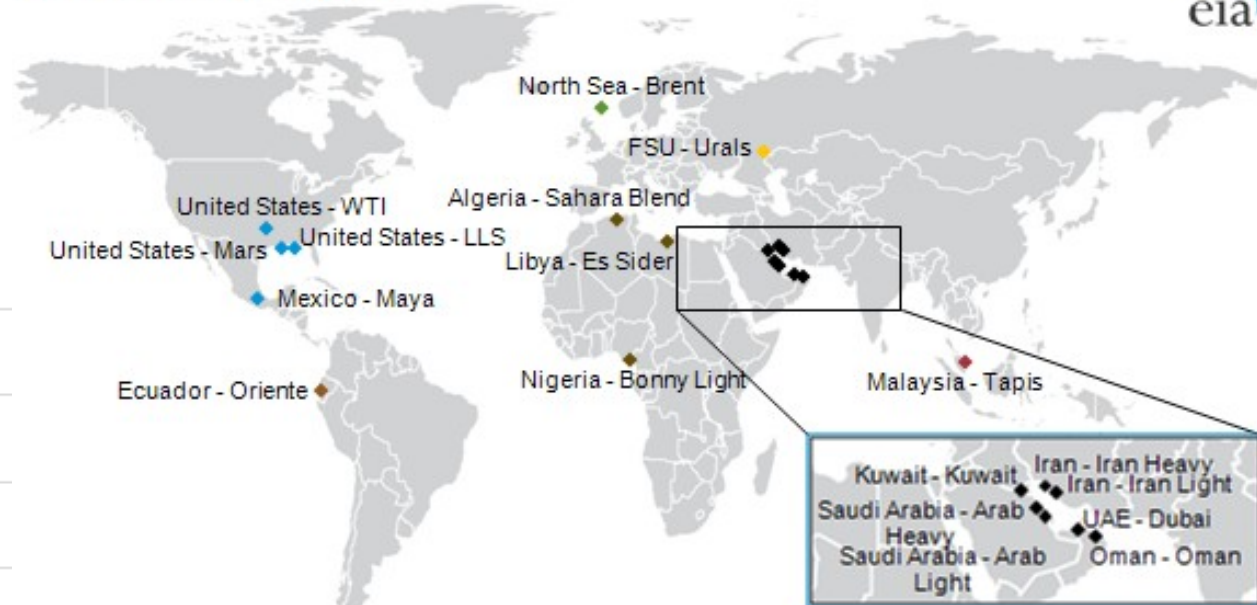 eia
North Sea - Brent
FSU - Urals
Algeria - Sahara Blend
United States - WTI
United States - LLS
United States - Mars
Libya - Es Sider
Mexico - Maya
Nigeria - Bonny Light
Malaysia - Tapis
Ecuador - Oriente
Iran - Iran Heavy
Kuwait - Kuwait
Iran - Iran Light
Saudi Arabia - Arab
Heavy
UAE - Dubai
Saudi Arabia - Arab
Light
Oman - Oman